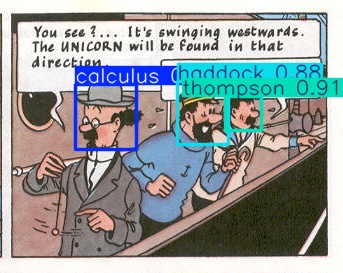 You see?... It's swinging westwards.
The UNICORN will be found in that
direction.
calculus 0
haddock 0.88
thompson 0.91